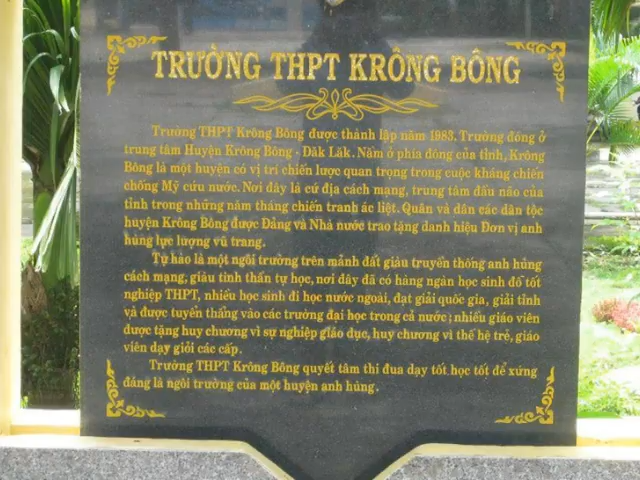 TRƯỜNG THPT KRÔNG BÔNG
Trường THPT Krông Bông được thành lập năm 1983. Trường đóng ở
trung tâm Huyện Krông Bông - Đăk Lăk. Nằm ở phía đông của tỉnh, Krông
Bông là một huyện có vị trí chiến lược quan trọng trong cuộc kháng chiến
chống Mỹ cứu nước. Nơi đây là cứ địa cách mạng, trung tâm đầu não của
tỉnh trong những năm tháng chiến tranh ác liệt. Quân và dân các dân tộc
huyện Krông Bông được Đảng và Nhà nước trao tặng danh hiệu Đơn vị anh
hùng lực lượng vũ trang.
Tự hào là một ngôi trường trên mảnh đất giàu truyền thống anh hùng
cách mạng, giàu tinh thần tự học, nơi đây đã có hàng ngàn học sinh đỗ tốt
nghiệp THPT, nhiều học sinh đi học nước ngoài, đạt giải quốc gia, giải tỉnh
và được tuyển thẳng vào các trường đại học trong cả nước; nhiều giáo viên
được tặng huy chương vì sự nghiệp giáo dục, huy chương vì thế hệ trẻ, giáo
viên dạy giỏi các cấp.
Trường THPT Krông Bông quyết tâm thi đua dạy tốt học tốt để xứng
đáng là ngôi trường của một huyện anh hùng.